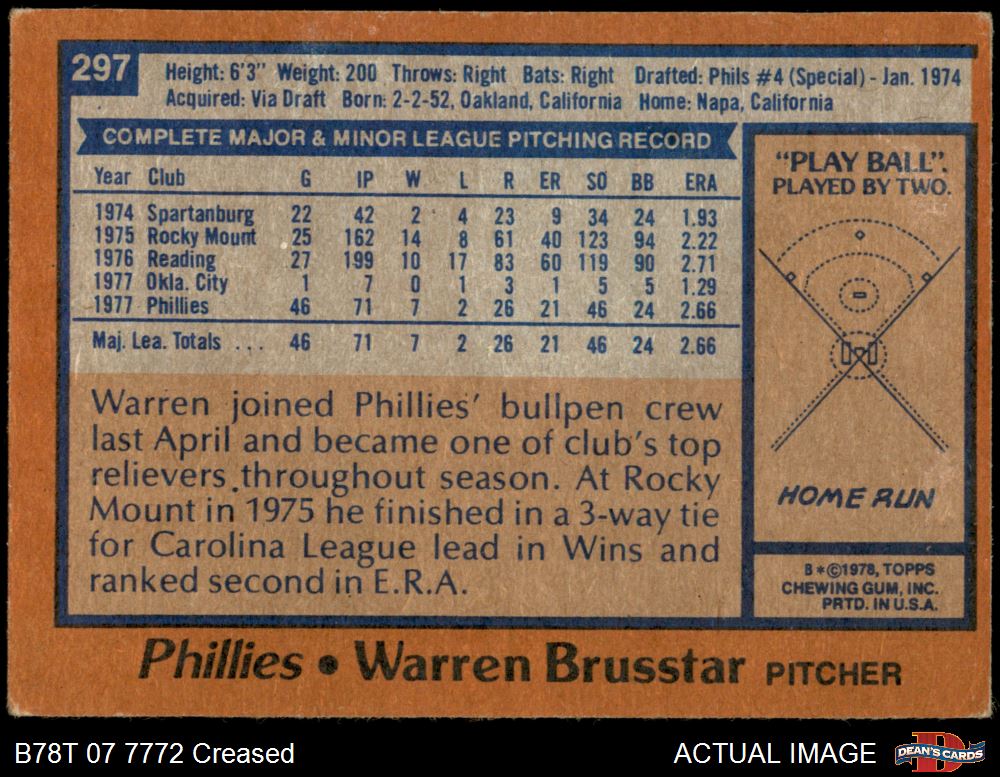 297
Height: 6'3" Weight: 200 Throws: Right Bats: Right Drafted: Phils #4 (Special) - Jan. 1974
Acquired: Via Draft Born: 2-2-52, Oakland, California Home: Napa, California
COMPLETE MAJOR & MINOR LEAGUE PITCHING RECORD
Year Club G IP W L R ER SO BB ERA
1974 Spartanburg 22 42 2 4 23 9 34 24 1.93
1975 Rocky Mount 25 162 14 8 61 40 123 94 2.22
1976 Reading 27 199 10 17 83 60 119 90 2.71
1977 Okla. City 1 7 0 1 3 1 5 5 1.29
1977 Phillies 46 71 7 2 26 21 46 24 2.66
Maj. Lea. Totals ... 46 71 7 2 26 21 46 24 2.66
Warren joined Phillies' bullpen crew
last April and became one of club's top
relievers throughout season. At Rocky
Mount in 1975 he finished in a 3-way tie
for Carolina League lead in Wins and
ranked second in E.R.A.
"PLAY BALL".
PLAYED BY TWO.
HOME RUN
B*©1978, TOPPS
CHEWING GUM, INC.
PRTD. IN U.S.A.
Phillies • Warren Brusstar PITCHER
B78T 07 7772 Creased
ACTUAL IMAGE
DEAN'S CARDS